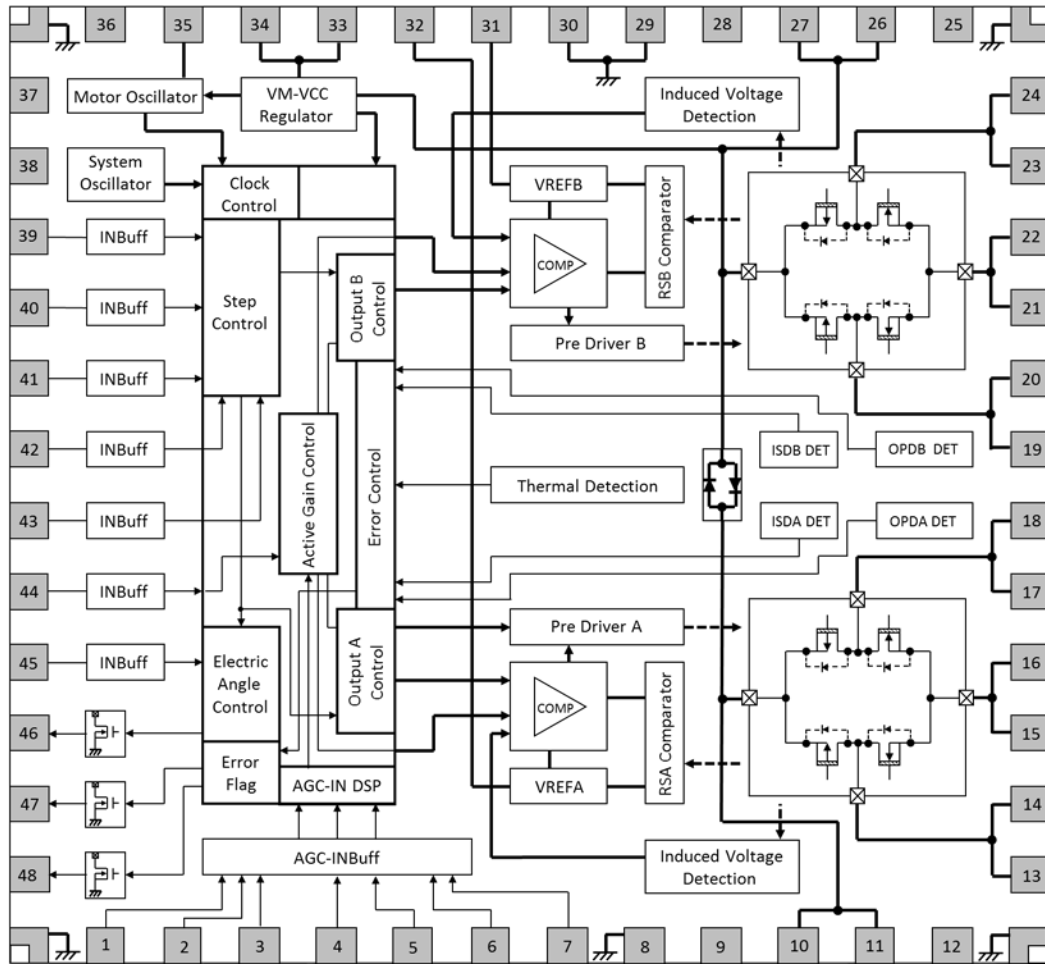 36
35
34
33
32
31
30
29
28
27
26
25
37
Motor Oscillator
VM-VCC
Regulator
Induced Voltage
Detection
24
38
System
Oscillator
Clock
Control
VREFB
RSB Comparator
23
39
INBuff
Step
Control
Output B
Control
COMP
22
40
INBuff
21
41
INBuff
Pre Driver B
20
42
INBuff
Active Gain Control
Error Control
ISDB DET
OPDB DET
19
43
INBuff
Thermal Detection
ISDA DET
OPDA DET
18
44
INBuff
17
45
INBuff
Electric
Angle
Control
Output A
Control
Pre Driver A
16
COMP
RSA Comparator
46
15
Error
Flag
AGC-IN DSP
VREFA
47
14
48
AGC-INBuff
Induced Voltage
Detection
13
1
2
3
4
5
6
7
8
9
10
11
12